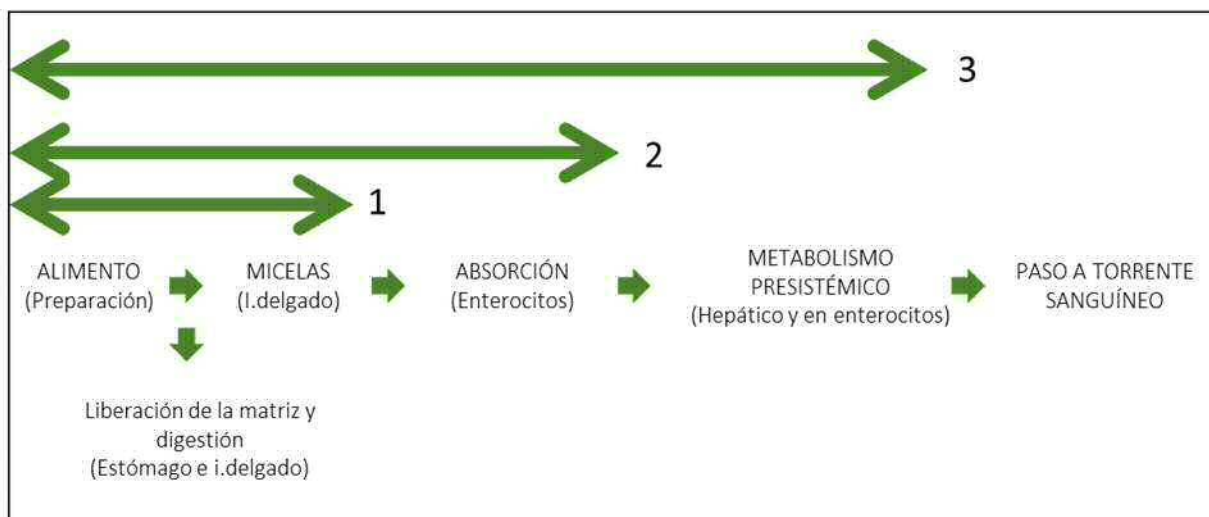 3
2
1
ALIMENTO
(Preparación)
MICELAS
(I.delgado)
ABSORCIÓN
(Enterocitos)
METABOLISMO
PRESISTÉMICO
(Hepático y en enterocitos)
PASO A TORRENTE
SANGUÍNEO
Liberación de la matriz y
digestión
(Estómago e i.delgado)